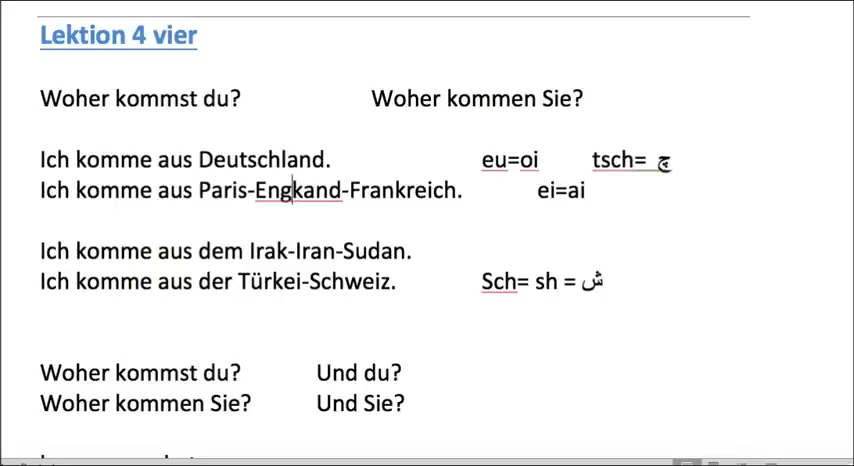 Lektion 4 vier
Woher kommst du? Woher kommen Sie?
Ich komme aus Deutschland. eu=oi tsch= چ
Ich komme aus Paris-Engkand-Frankreich. ei=ai
Ich komme aus dem Irak-Iran-Sudan.
Ich komme aus der Türkei-Schweiz. Sch= sh = ش
Woher kommst du? Und du?
Woher kommen Sie? Und Sie?